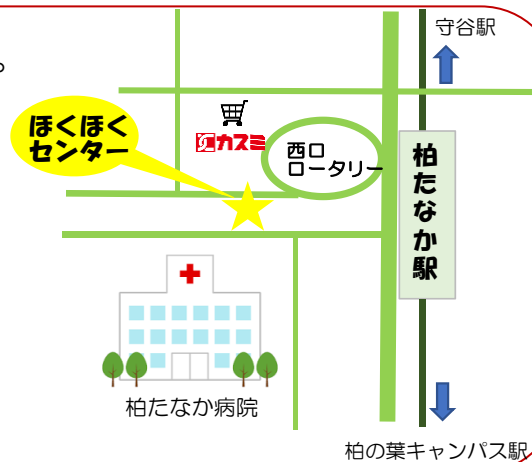 守谷駅
。
ほくほく
センター
カスミ
西口
ロータリー
柏たなか駅
柏たなか病院
柏の葉キャンパス駅